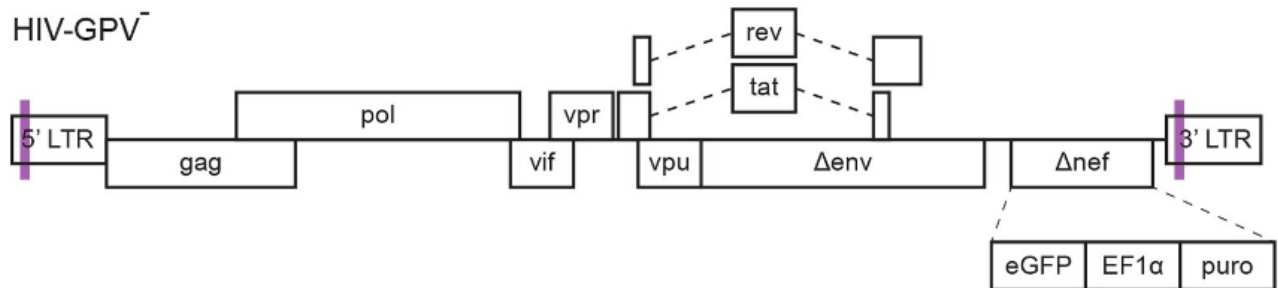 HIV-GPV⁻
rev
tat
pol
vpr
5' LTR
3' LTR
gag
vif
vpu
Δenv
Δnef
eGFP
EF1α
puro